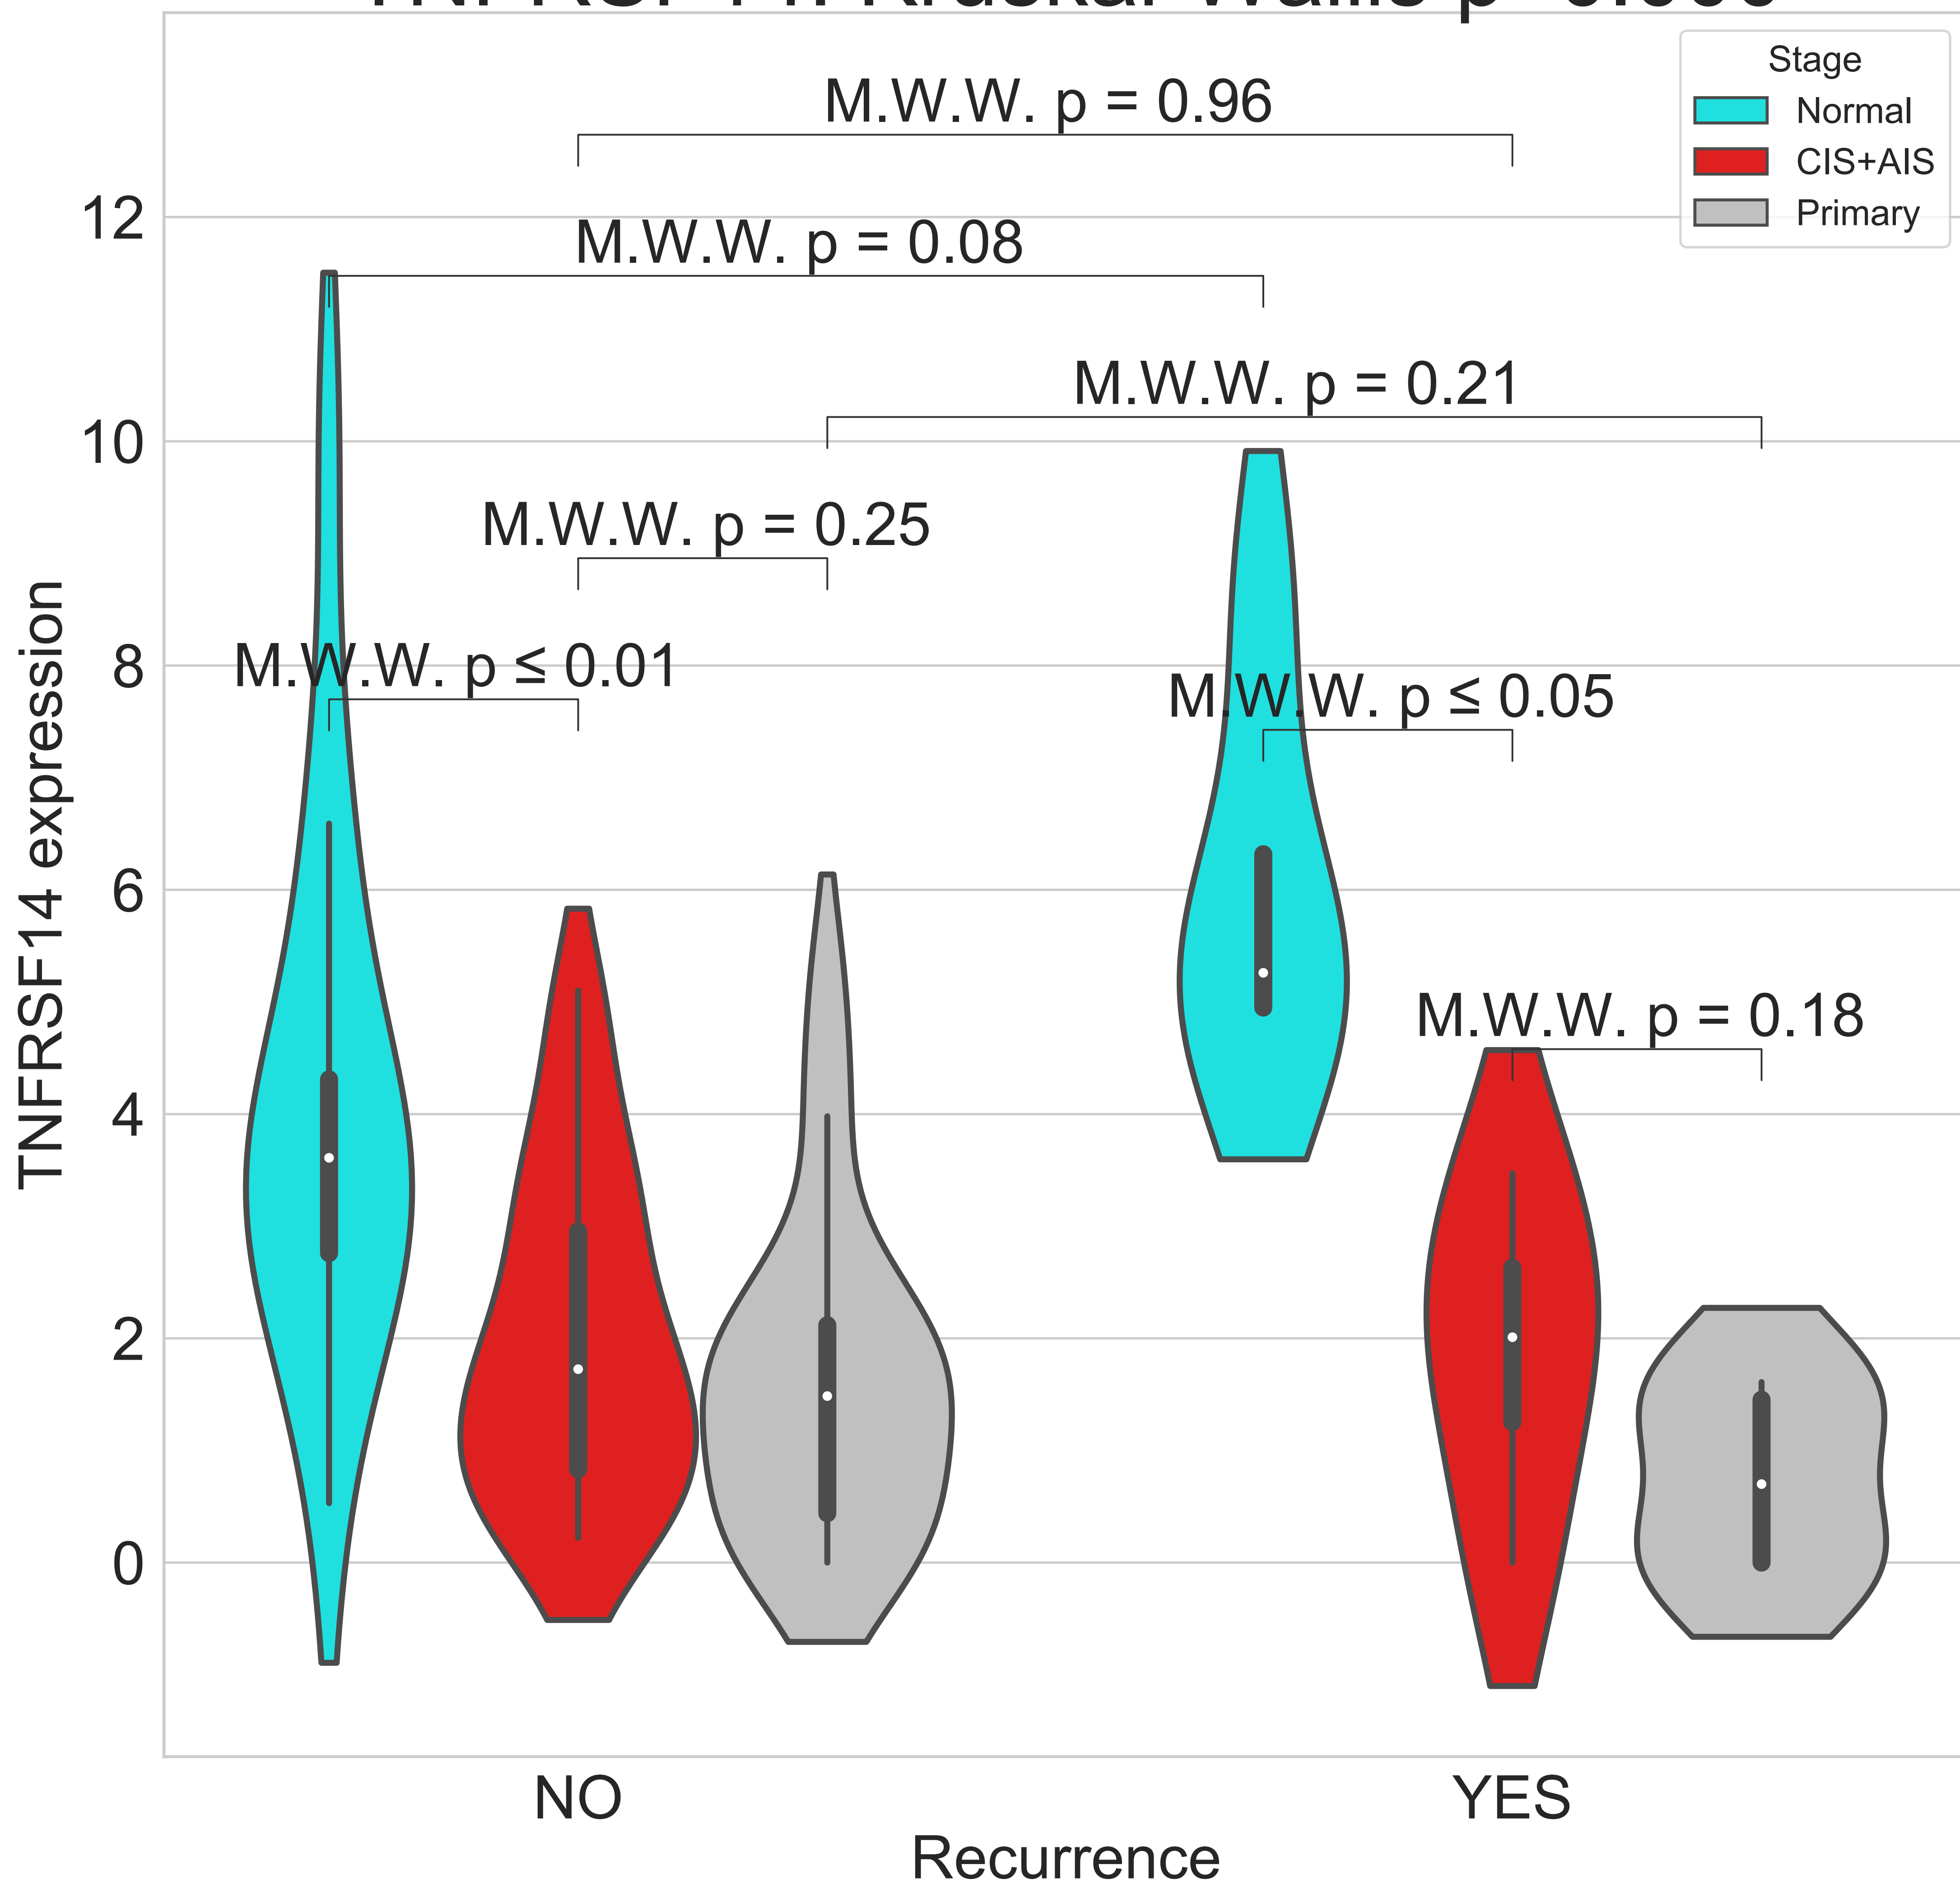 Stage
Normal
CIS+AIS
Primary
M.W.W. p = 0.96
M.W.W. p = 0.08
M.W.W. p = 0.21
M.W.W. p = 0.25
M.W.W. p ≤ 0.01
M.W.W. p ≤ 0.05
M.W.W. p = 0.18
12
10
8
6
4
2
0
TNFRSF14 expression
NO
YES
Recurrence